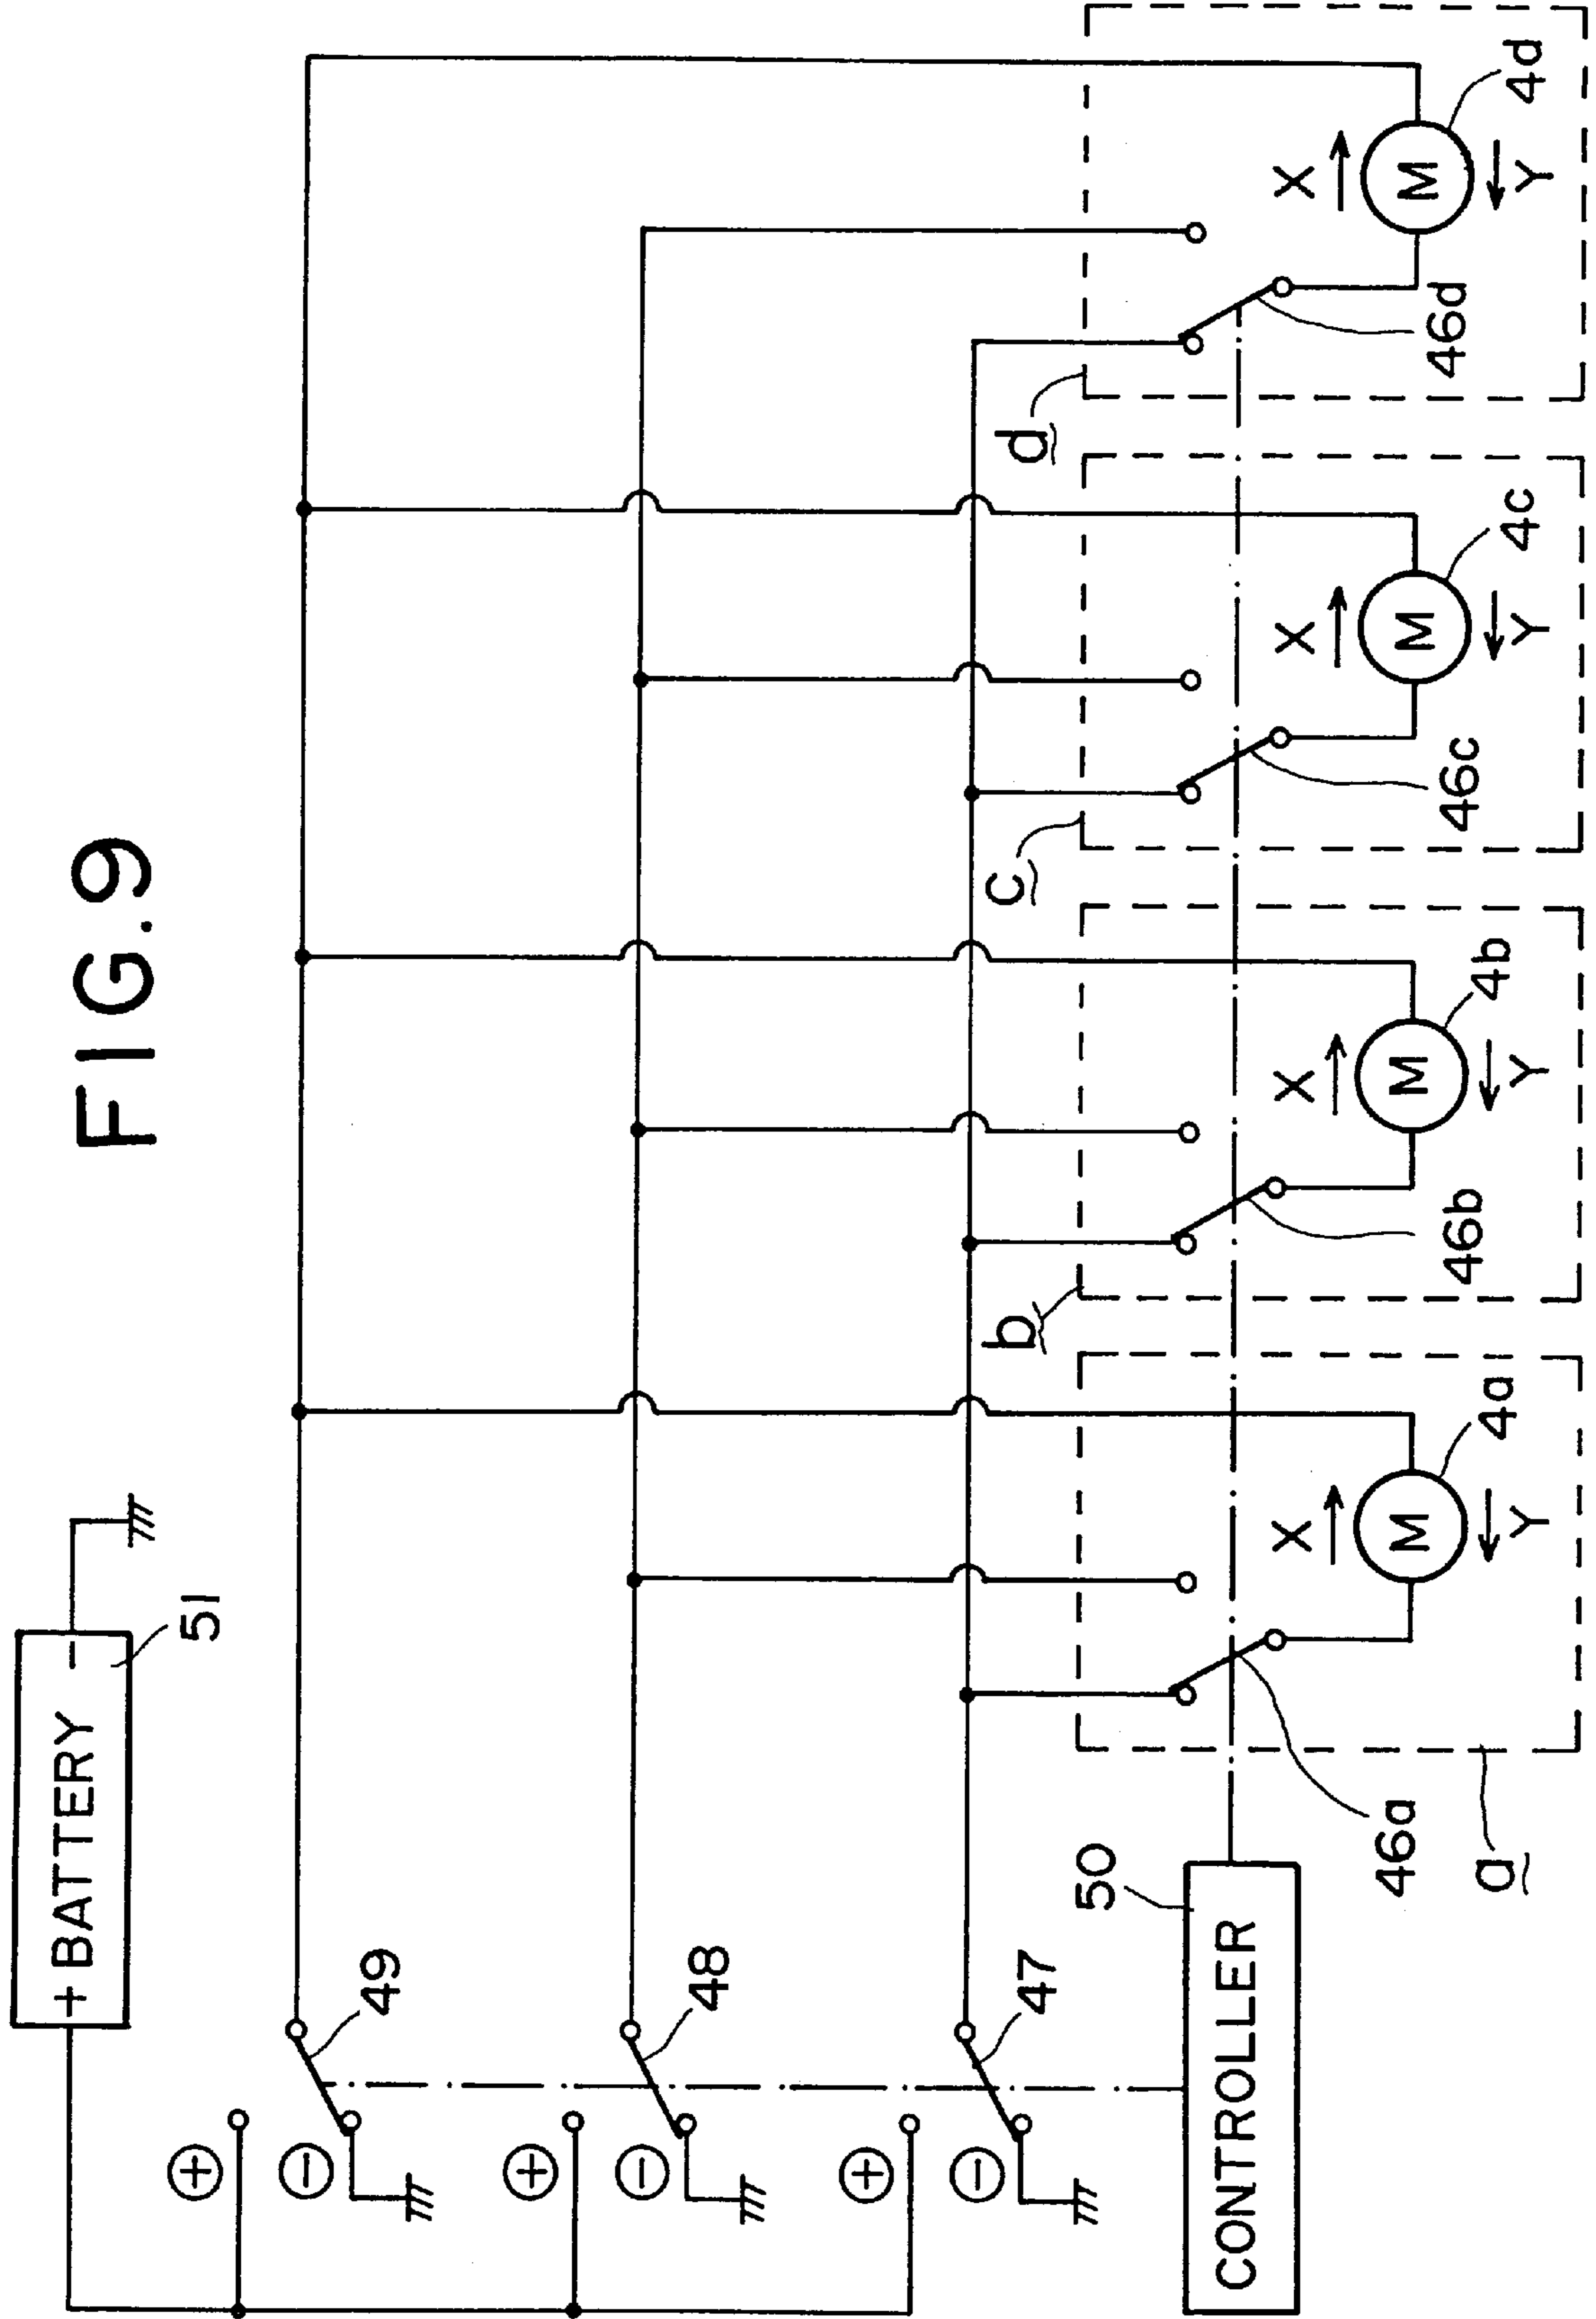 FIG.9
+ BATTERY −
51
⊕
⊖
49
⊕
⊖
48
⊕
⊖
47
CONTROLLER
50
a
46a
X
M
Y
4a
b
46b
X
M
Y
4b
c
46c
X
M
Y
4c
d
46d
X
M
Y
4d